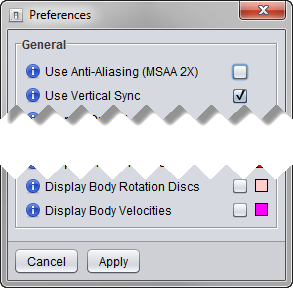 Preferences
General
Use Anti-Aliasing (MSAA 2X)
Use Vertical Sync
Display Body Rotation Discs
Display Body Velocities
Cancel Apply